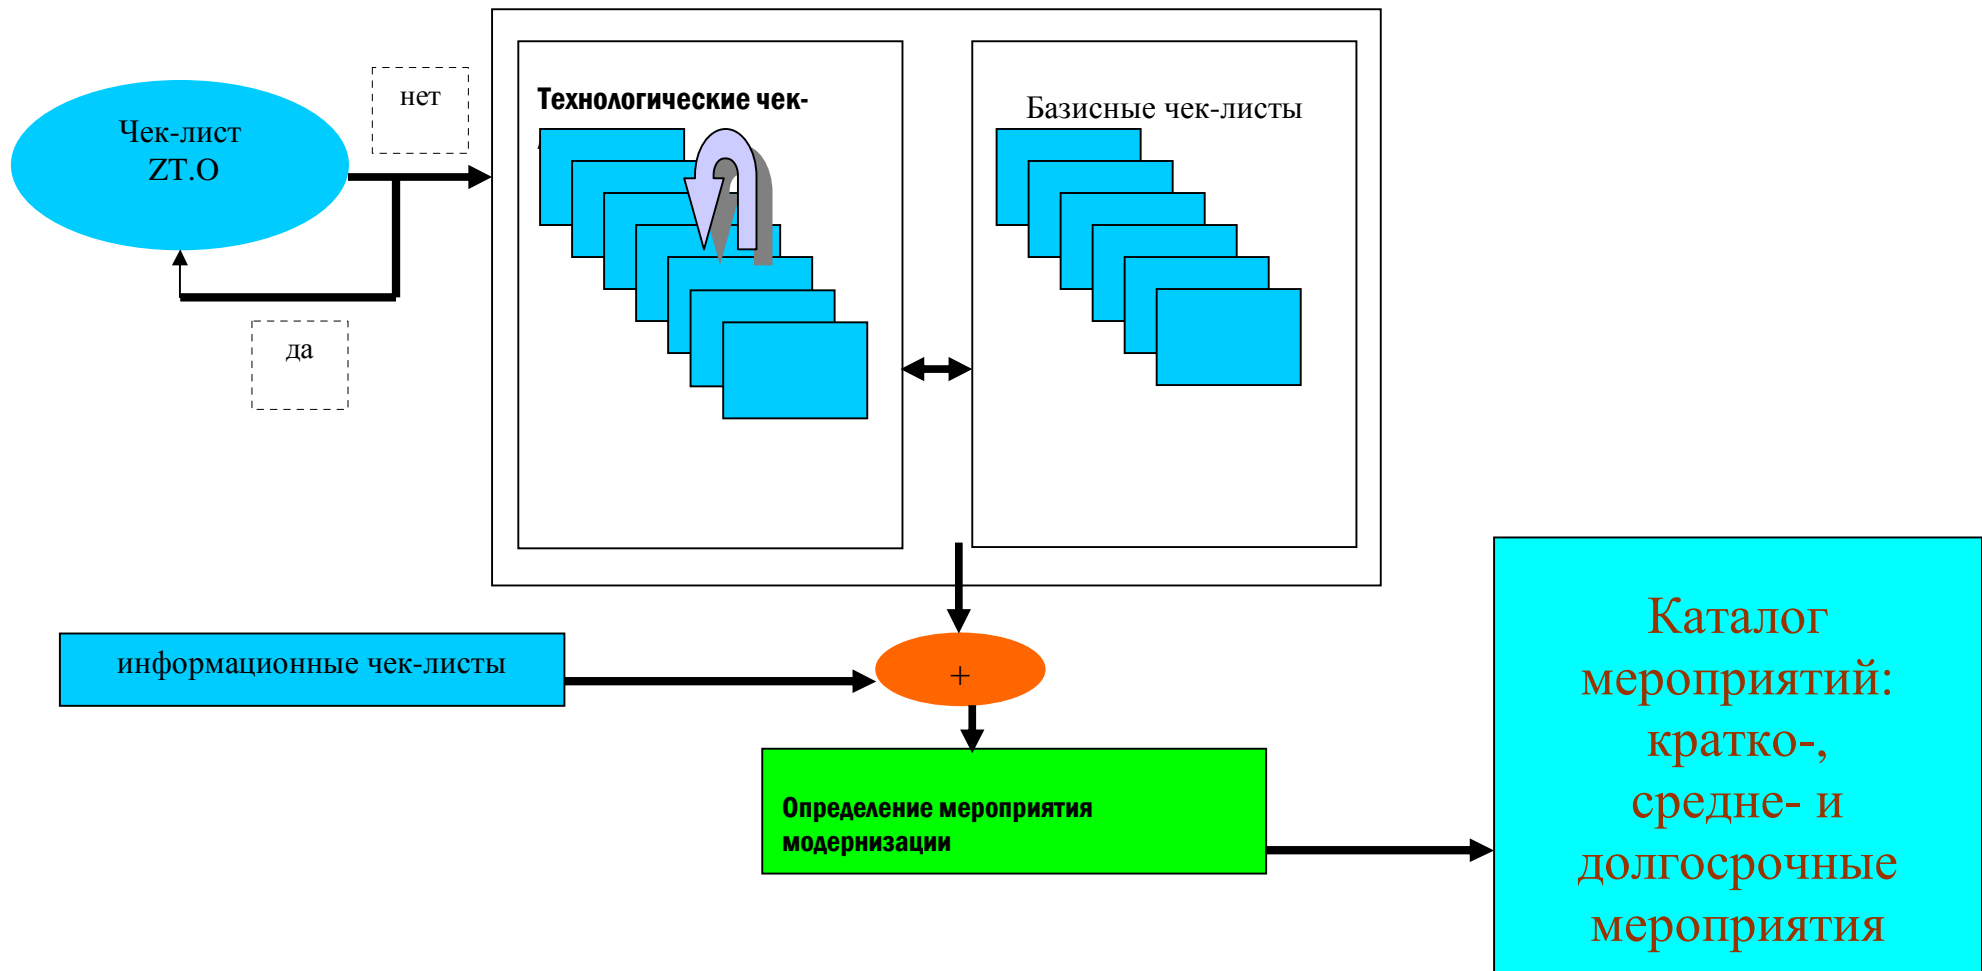 Чек-лист
ZT.O
нет
да
Технологические чек-
Базисные чек-листы
информационные чек-листы
+
Определение мероприятия
модернизации
Каталог
мероприятий:
кратко-,
средне- и
долгосрочные
мероприятия